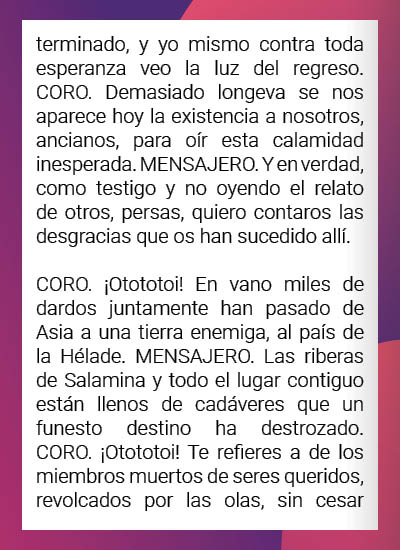 terminado, y yo mismo contra toda
esperanza veo la luz del regreso.
CORO. Demasiado longeva se nos
aparece hoy la existencia a nosotros,
ancianos, para oír esta calamidad
inesperada. MENSAJERO. Y en verdad,
como testigo y no oyendo el relato
de otros, persas, quiero contaros las
desgracias que os han sucedido allí.

CORO. ¡Otototoi! En vano miles de
dardos juntamente han pasado de
Asia a una tierra enemiga, al país de
la Hélade. MENSAJERO. Las riberas
de Salamina y todo el lugar contiguo
están llenos de cadáveres que un
funesto destino ha destrozado.
CORO. ¡Otototoi! Te refieres a de los
miembros muertos de seres queridos,
revolcados por las olas, sin cesar